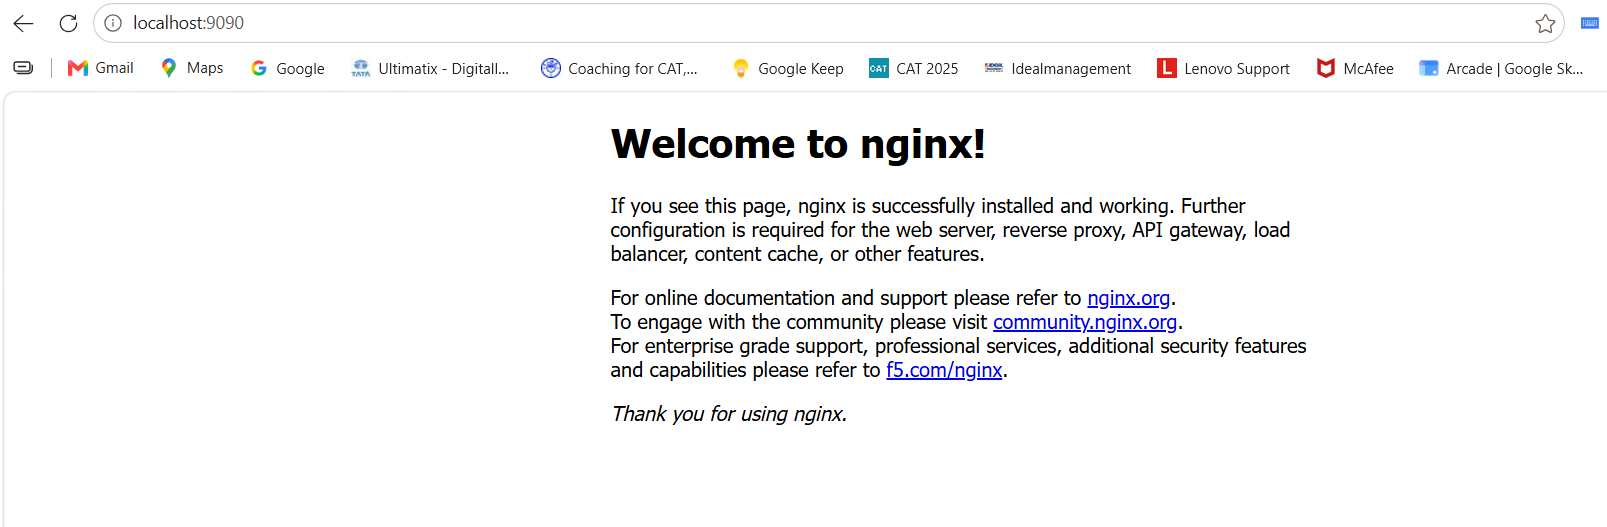 localhost:9090
Gmail Maps Google Ultimatix - Digitall... Coaching for CAT,... Google Keep CAT CAT 2025 Idealmanagement Lenovo Support McAfee Arcade | Google Sk...
Welcome to nginx!
If you see this page, nginx is successfully installed and working. Further
configuration is required for the web server, reverse proxy, API gateway, load
balancer, content cache, or other features.
For online documentation and support please refer to nginx.org.
To engage with the community please visit community.nginx.org.
For enterprise grade support, professional services, additional security features
and capabilities please refer to f5.com/nginx.
Thank you for using nginx.